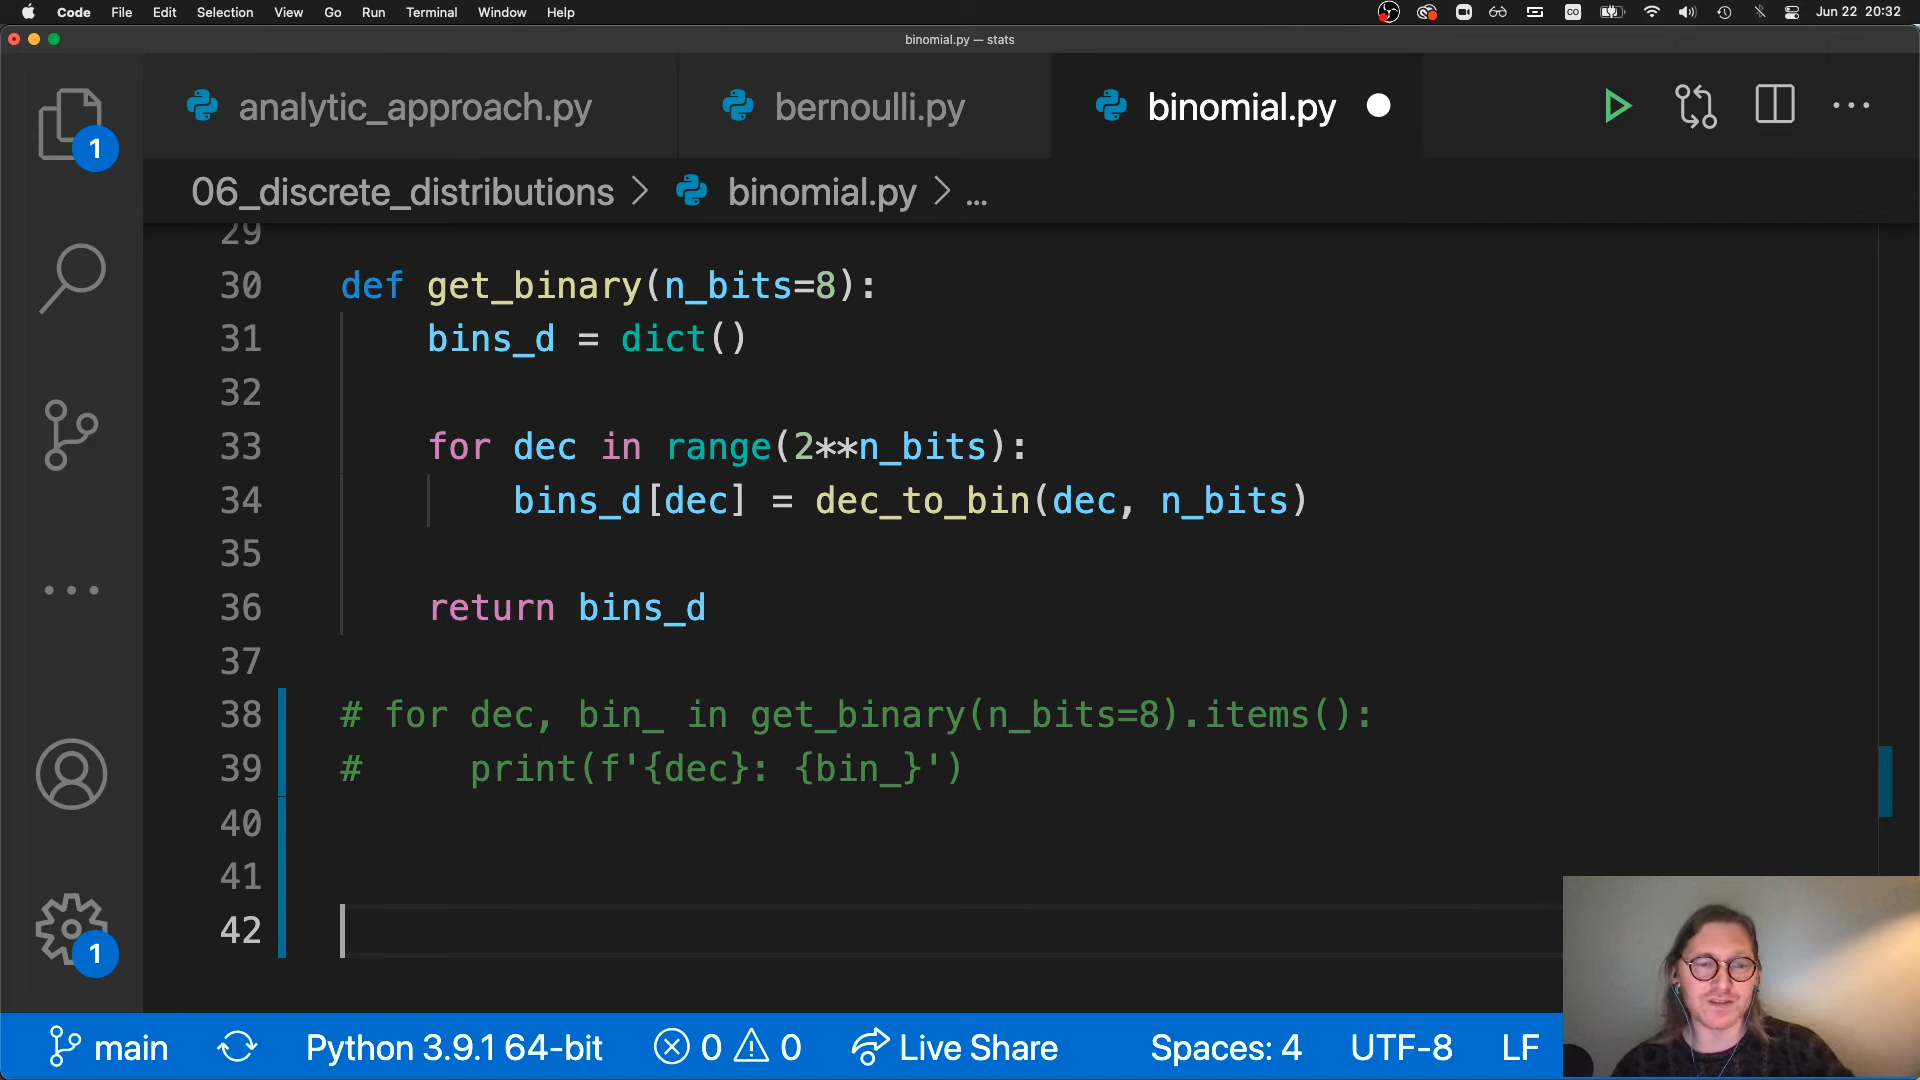 Code File Edit Selection View Go Run Terminal Window Help
CO
Jun 22 20:32
binomial.py — stats
analytic_approach.py
bernoulli.py
binomial.py
1
06_discrete_distributions > binomial.py > ...
29
30 def get_binary(n_bits=8):
31 bins_d = dict()
32
33 for dec in range(2**n_bits):
34 bins_d[dec] = dec_to_bin(dec, n_bits)
35
36 return bins_d
37
38 # for dec, bin_ in get_binary(n_bits=8).items():
39 # print(f'{dec}: {bin_}')
40
41
42
1
main Python 3.9.1 64-bit 0 0 Live Share Spaces: 4 UTF-8 LF